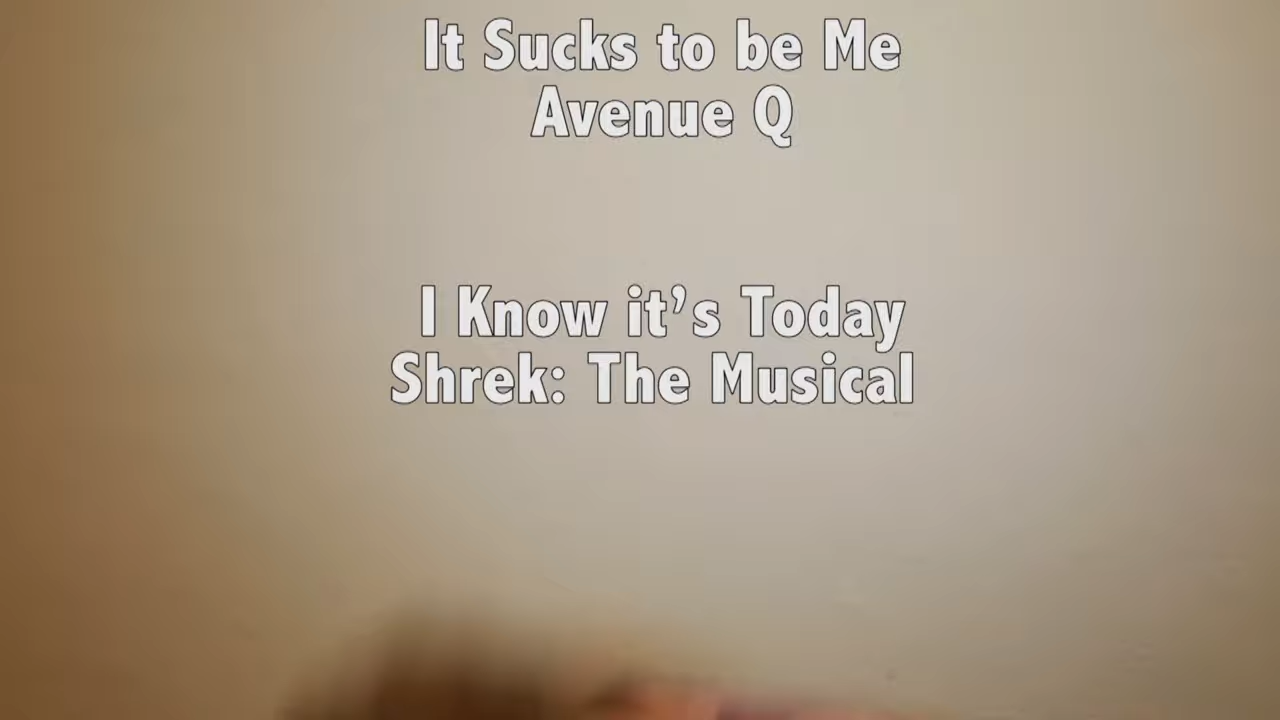 It Sucks to be Me
Avenue Q
I Know it’s Today
Shrek: The Musical